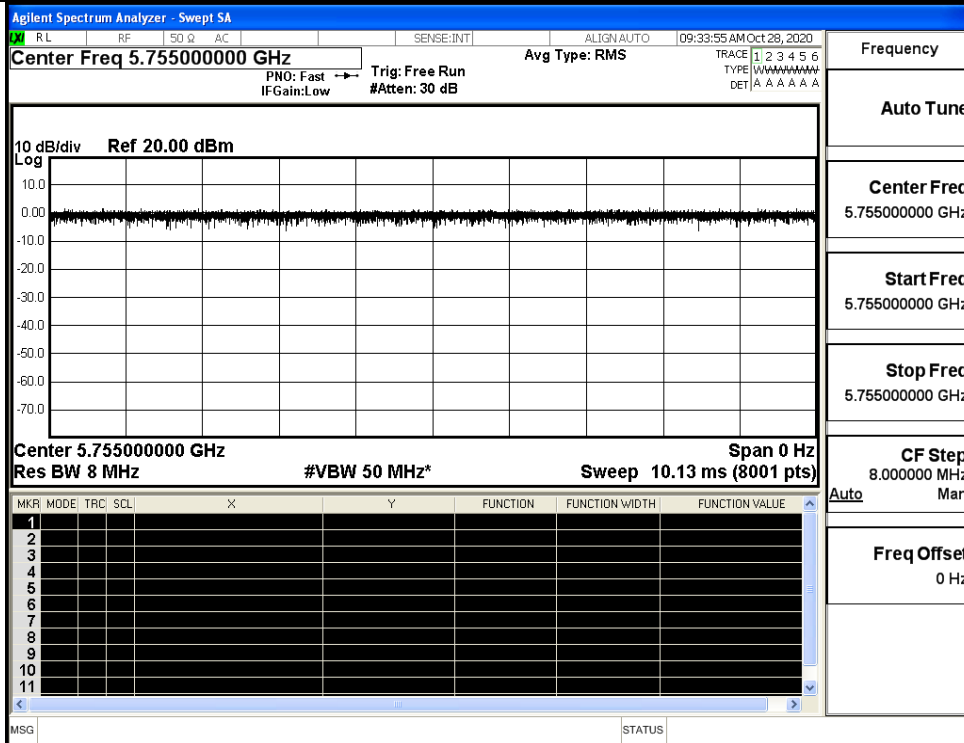 Agilent Spectrum Analyzer - Swept SA
LXI RL RF 50 Ω AC SENSE:INT ALIGN AUTO 09:33:55 AM Oct 28, 2020
Center Freq 5.755000000 GHz
PNO: Fast
IFGain:Low
Trig: Free Run
#Atten: 30 dB
Avg Type: RMS
TRACE 1 2 3 4 5 6
TYPE WWWWWW
DET A A A A A A
10 dB/div Ref 20.00 dBm
Log
10.0
0.00
-10.0
-20.0
-30.0
-40.0
-50.0
-60.0
-70.0
Center 5.755000000 GHz Span 0 Hz
Res BW 8 MHz #VBW 50 MHz* Sweep 10.13 ms (8001 pts)
MKR MODE TRC SCL X Y FUNCTION FUNCTION WIDTH FUNCTION VALUE
1
2
3
4
5
6
7
8
9
10
11
MSG STATUS
Frequency
Auto Tune
Center Freq
5.755000000 GHz
Start Freq
5.755000000 GHz
Stop Freq
5.755000000 GHz
CF Step
8.000000 MHz
Auto Man
Freq Offset
0 Hz